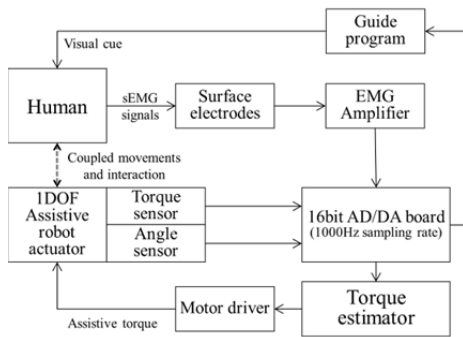 Guide
program
Visual cue
Human
sEMG
signals
Surface
electrodes
EMG
Amplifier
Coupled movements
and interaction
1DOF
Assistive
robot
actuator
Torque
sensor
Angle
sensor
16bit AD/DA board
(1000Hz sampling rate)
Motor driver
Torque
estimator
Assistive torque